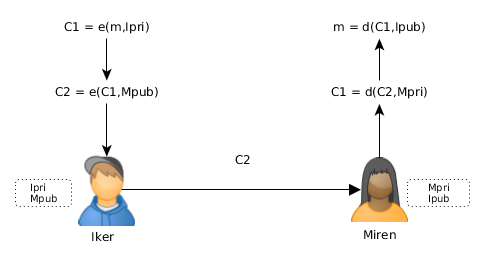 C1 = e(m,Ipri)
m = d(C1,Ipub)
C2 = e(C1,Mpub)
C1 = d(C2,Mpri)
C2
Ipri
Mpub
Mpri
Ipub
Iker
Miren